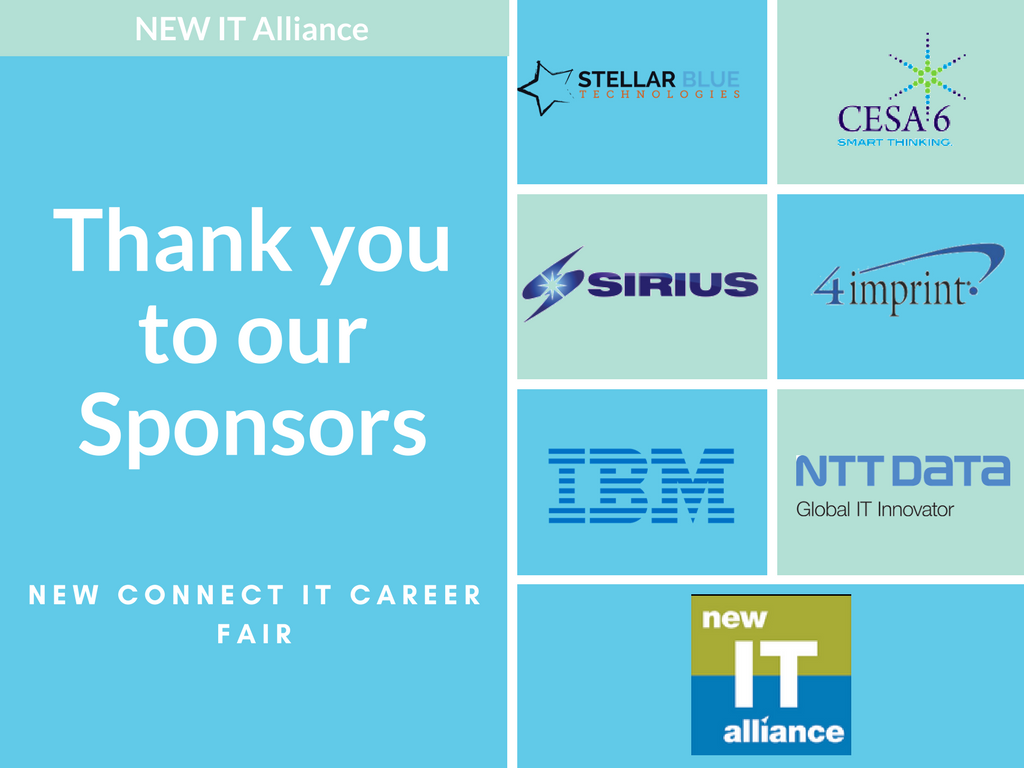 NEW IT Alliance
Thank you
to our
Sponsors
NEW CONNECT IT CAREER
FAIR
STELLAR BLUE
TECHNOLOGIES
CESA 6
SMART THINKING.
SIRIUS
4imprint
IBM
NTT DATA
Global IT Innovator
new
IT
alliance